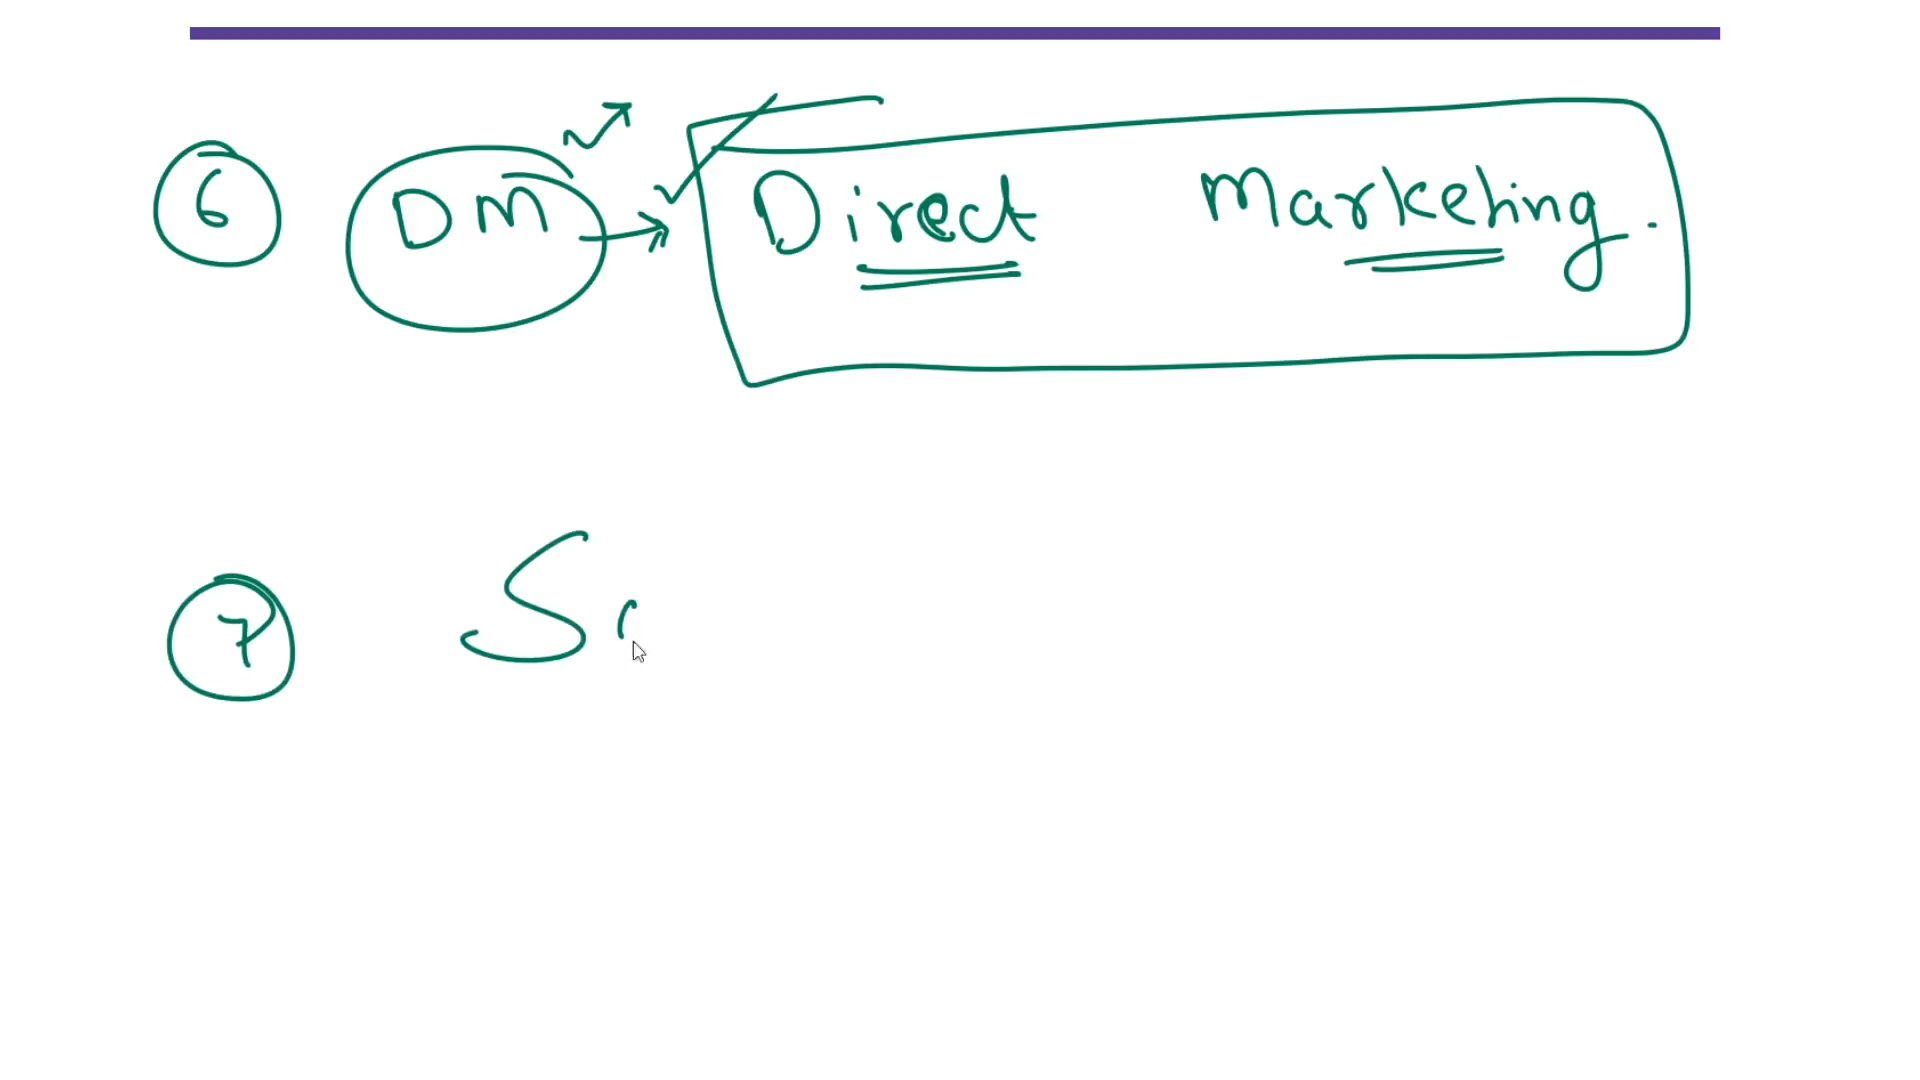 6 DM → Direct Marketing.
7 S